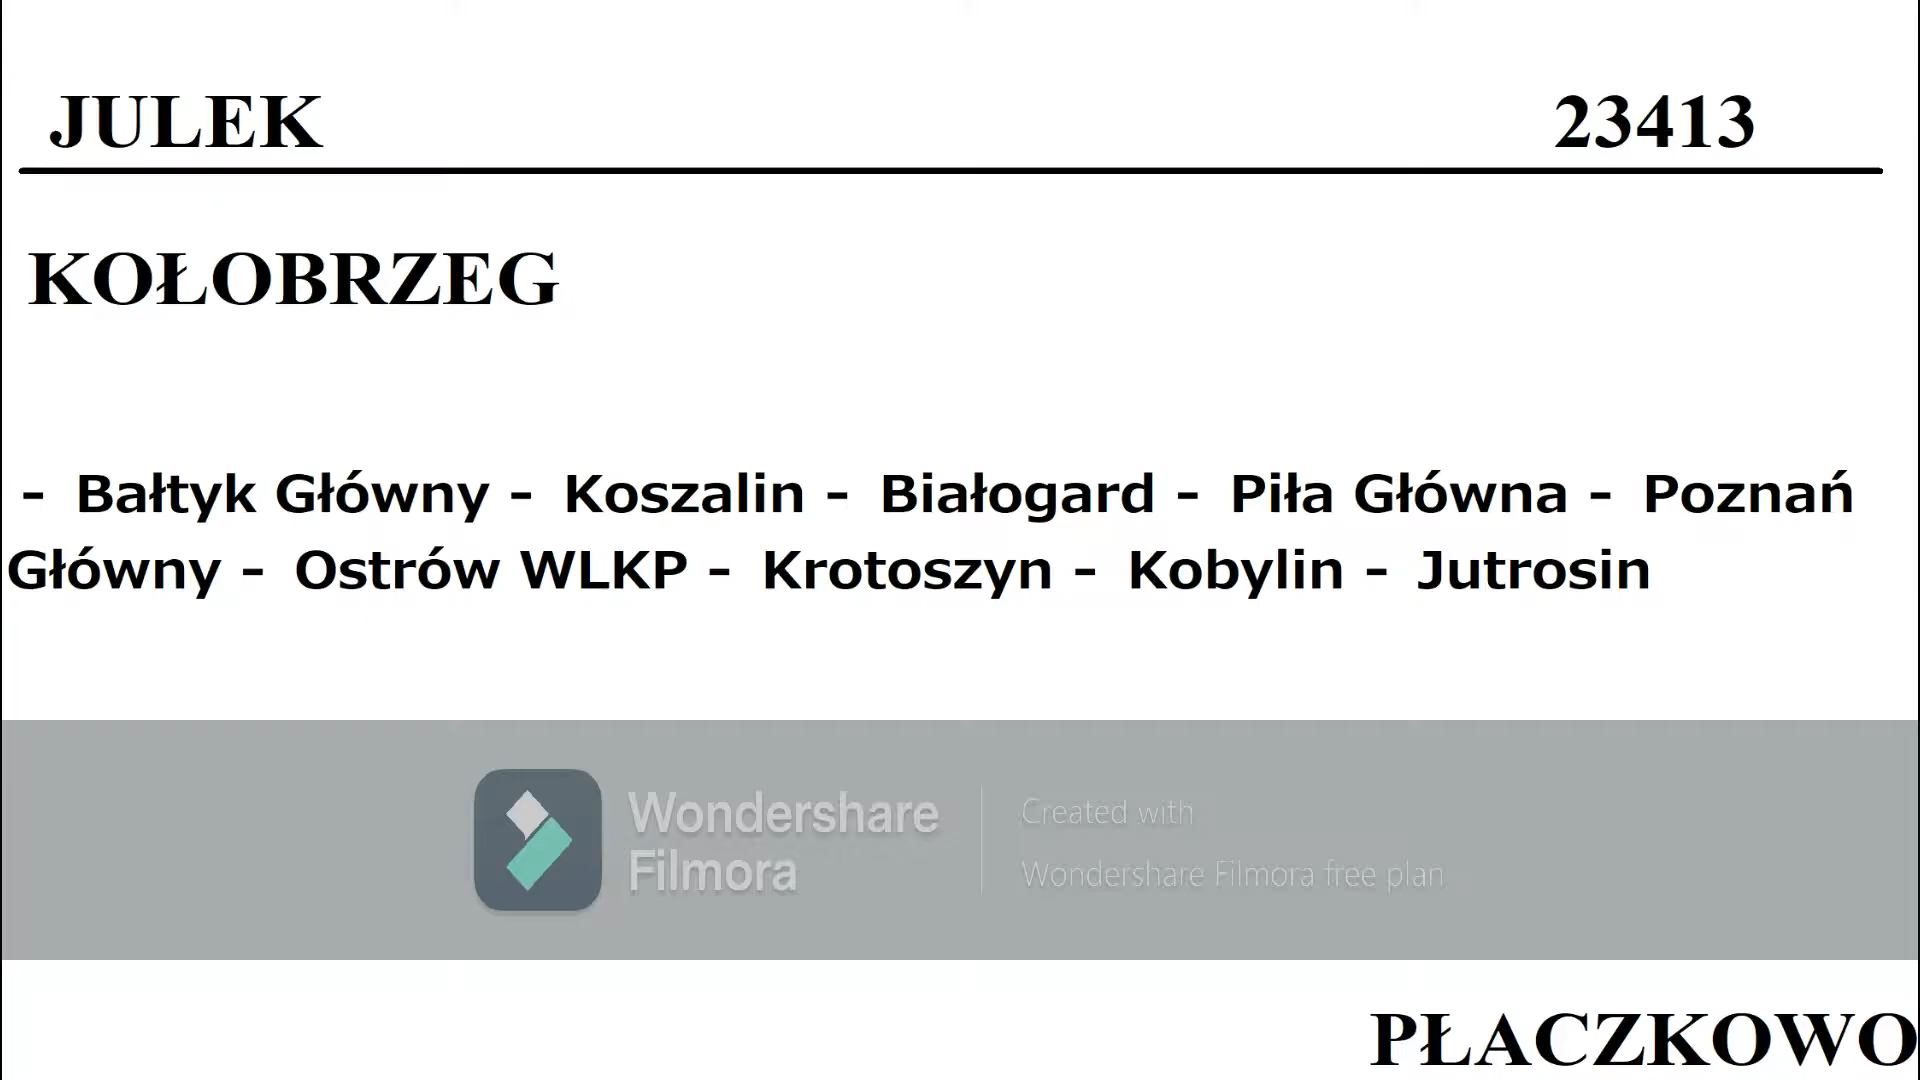 JULEK 23413
KOŁOBRZEG
- Bałtyk Główny - Koszalin - Białogard - Piła Główna - Poznań
Główny - Ostrów WLKP - Krotoszyn - Kobylin - Jutrosin
Wondershare
Filmora
Created with
Wondershare Filmora free plan
PŁACZKOWO